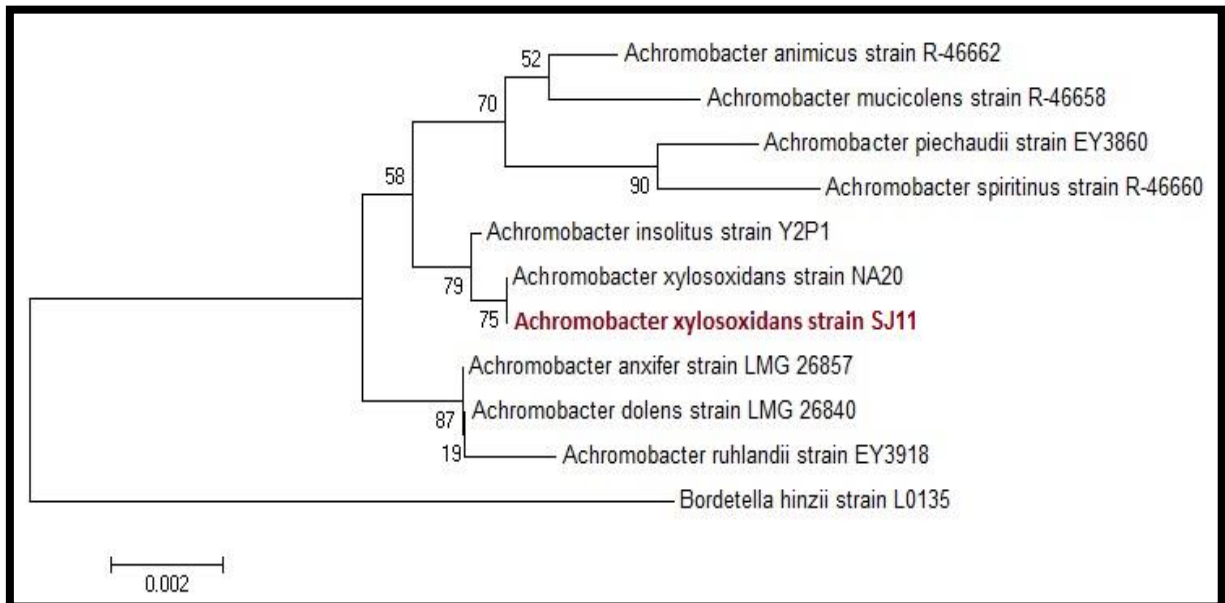 Achromobacter animicus strain R-46662
52
Achromobacter mucicolens strain R-46658
70
Achromobacter piechaudii strain EY3860
90
Achromobacter spiritinus strain R-46660
58
Achromobacter insolitus strain Y2P1
79
Achromobacter xylosoxidans strain NA20
75
Achromobacter xylosoxidans strain SJ11
Achromobacter anxifer strain LMG 26857
87
Achromobacter dolens strain LMG 26840
19
Achromobacter ruhlandii strain EY3918
Bordetella hinzii strain L0135
0.002